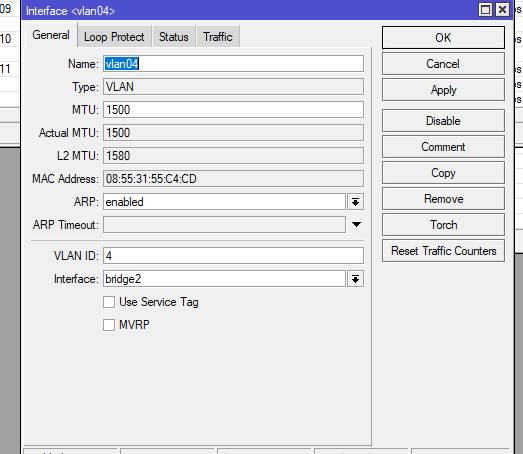 Interface <vlan04>
09
10
11
General Loop Protect Status Traffic
Name: vlan04
Type: VLAN
MTU: 1500
Actual MTU: 1500
L2 MTU: 1580
MAC Address: 08:55:31:55:C4:CD
ARP: enabled
ARP Timeout:
VLAN ID: 4
Interface: bridge2
Use Service Tag
MVRP
OK
Cancel
Apply
Disable
Comment
Copy
Remove
Torch
Reset Traffic Counters